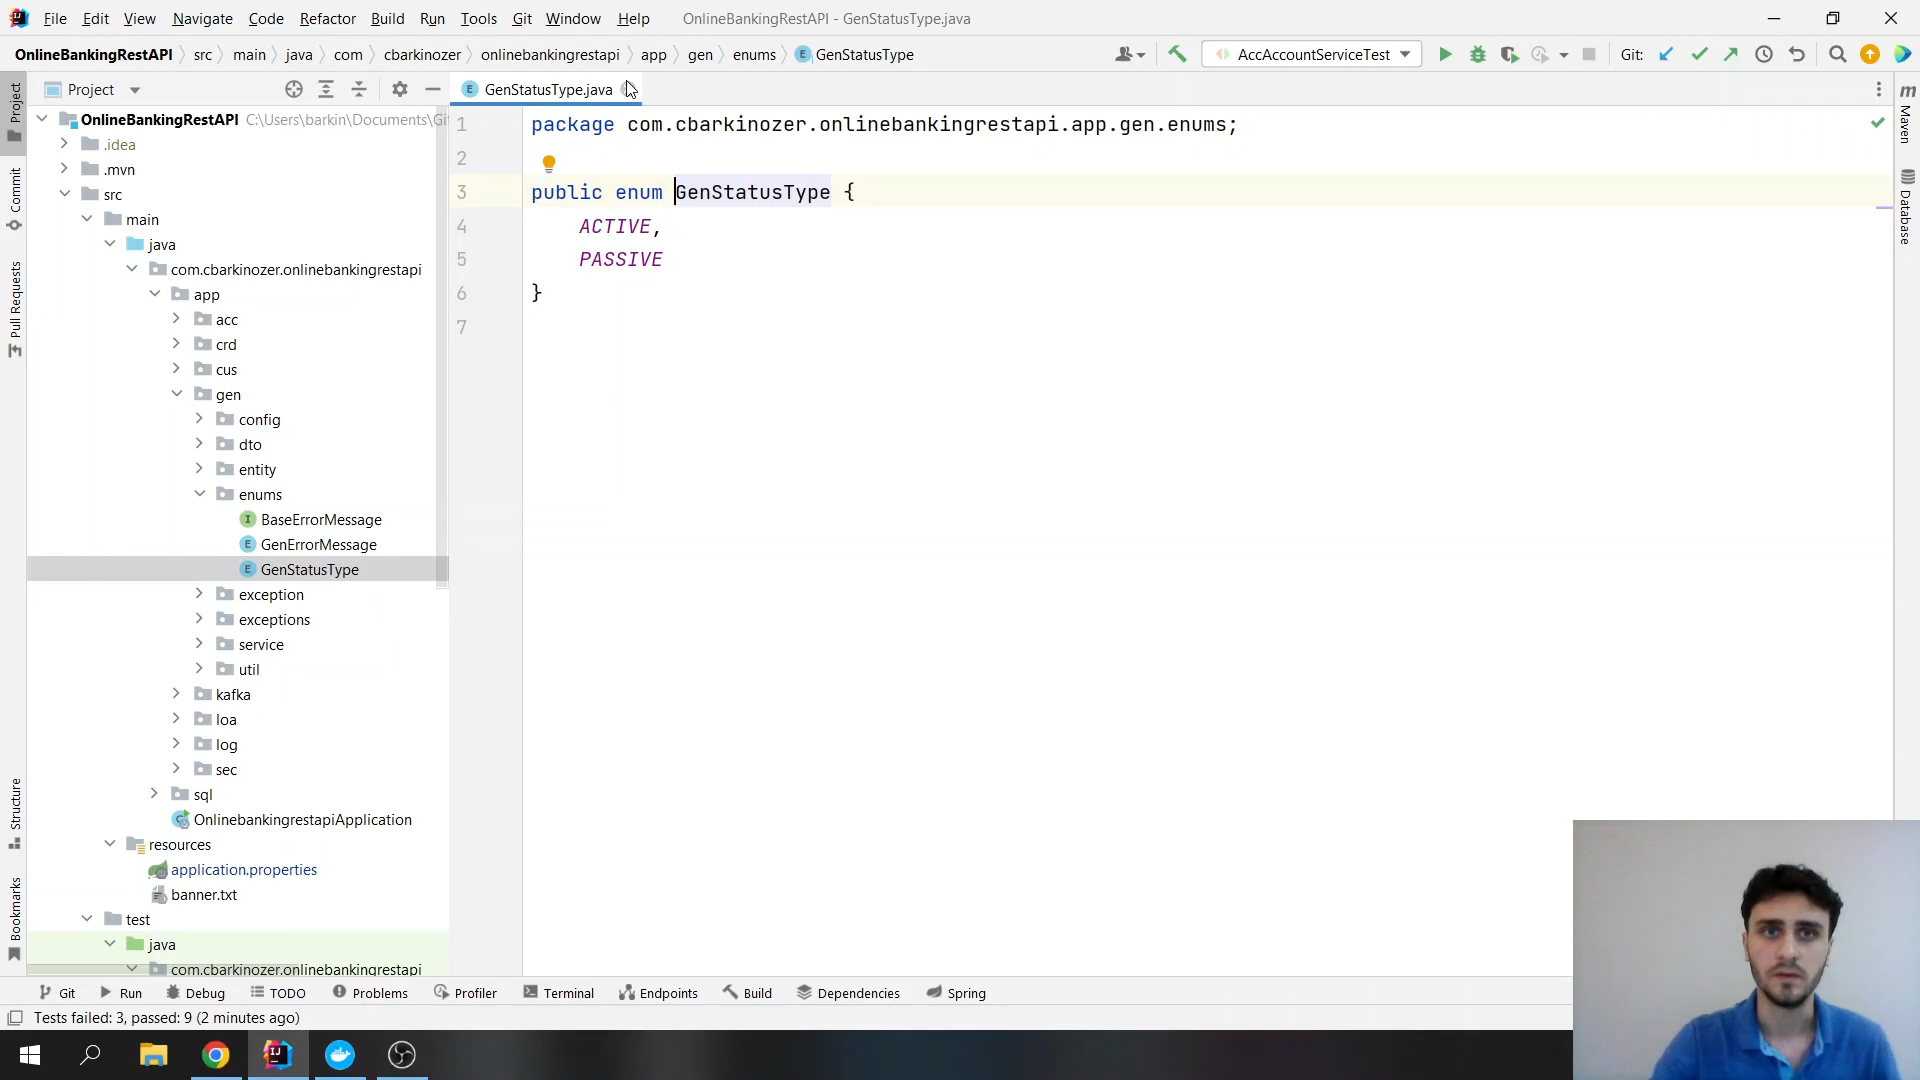 File Edit View Navigate Code Refactor Build Run Tools Git Window Help OnlineBankingRestAPI - GenStatusType.java
OnlineBankingRestAPI src main java com cbarkinozer onlinebankingrestapi app gen enums GenStatusType AccAccountServiceTest Git:
Project GenStatusType.java
OnlineBankingRestAPI C:\Users\barkin\Documents\Gi
.idea
.mvn
src
main
java
com.cbarkinozer.onlinebankingrestapi
app
acc
crd
cus
gen
config
dto
entity
enums
BaseErrorMessage
GenErrorMessage
GenStatusType
exception
exceptions
service
util
kafka
loa
log
sec
sql
OnlinebankingrestapiApplication
resources
application.properties
banner.txt
test
java
com.cbarkinozer.onlinebankingrestapi
1 package com.cbarkinozer.onlinebankingrestapi.app.gen.enums;
2
3 public enum GenStatusType {
4 ACTIVE,
5 PASSIVE
6 }
7
Project
Commit
Pull Requests
Structure
Bookmarks
Maven
Database
Git Run Debug TODO Problems Profiler Terminal Endpoints Build Dependencies Spring
Tests failed: 3, passed: 9 (2 minutes ago)